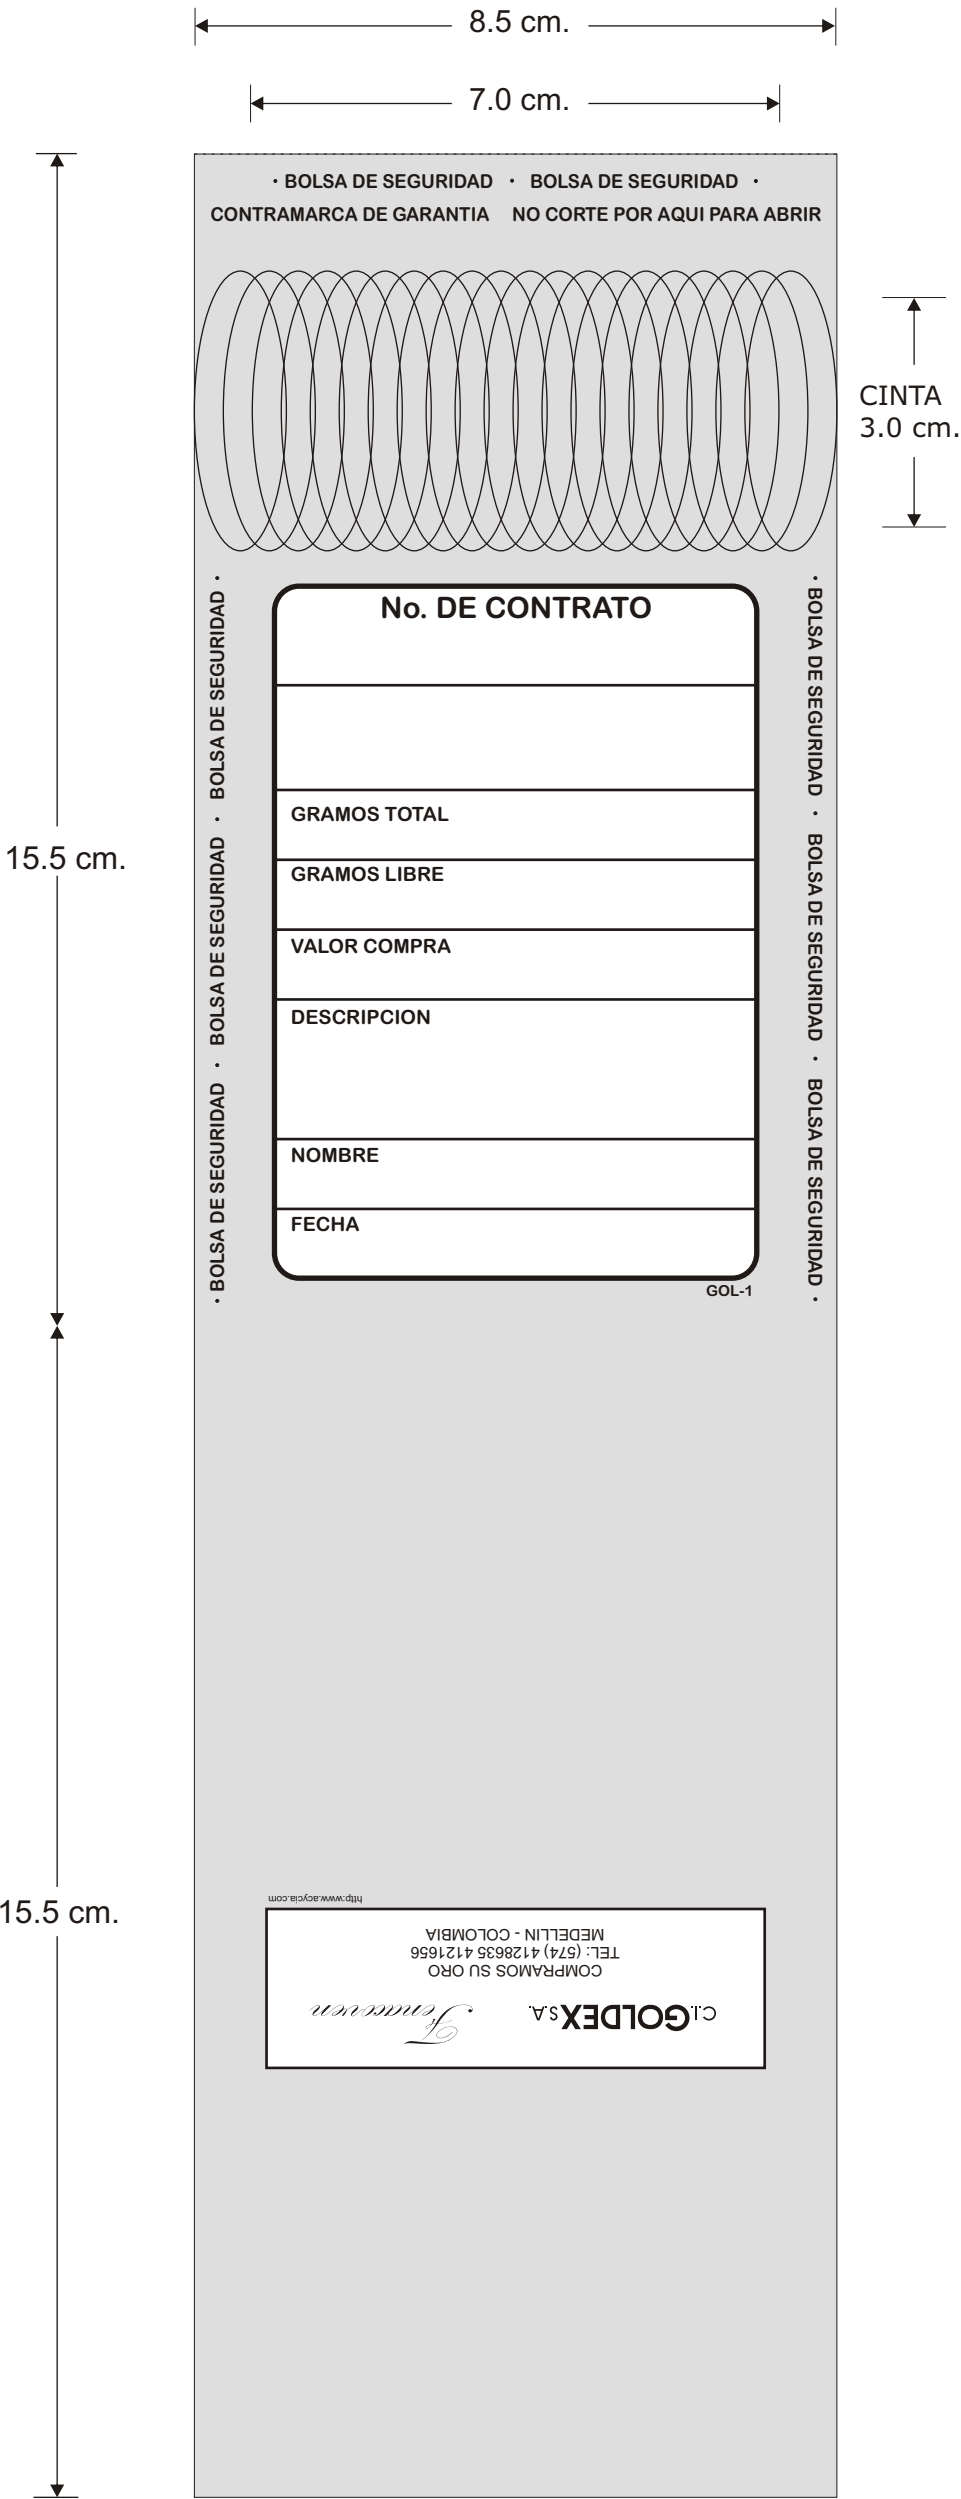 8.5 cm.
7.0 cm.
• BOLSA DE SEGURIDAD • BOLSA DE SEGURIDAD •
CONTRAMARCA DE GARANTIA NO CORTE POR AQUI PARA ABRIR
CINTA
3.0 cm.
• BOLSA DE SEGURIDAD • BOLSA DE SEGURIDAD • BOLSA DE SEGURIDAD •
No. DE CONTRATO
GRAMOS TOTAL
GRAMOS LIBRE
VALOR COMPRA
DESCRIPCION
NOMBRE
FECHA
GOL-1
• BOLSA DE SEGURIDAD • BOLSA DE SEGURIDAD • BOLSA DE SEGURIDAD •
15.5 cm.
15.5 cm.
C.I.GOLDEX S.A. Fenacven
COMPRAMOS SU ORO
TEL: (574) 4128635 4121656
MEDELLIN - COLOMBIA
http:www.acycia.com